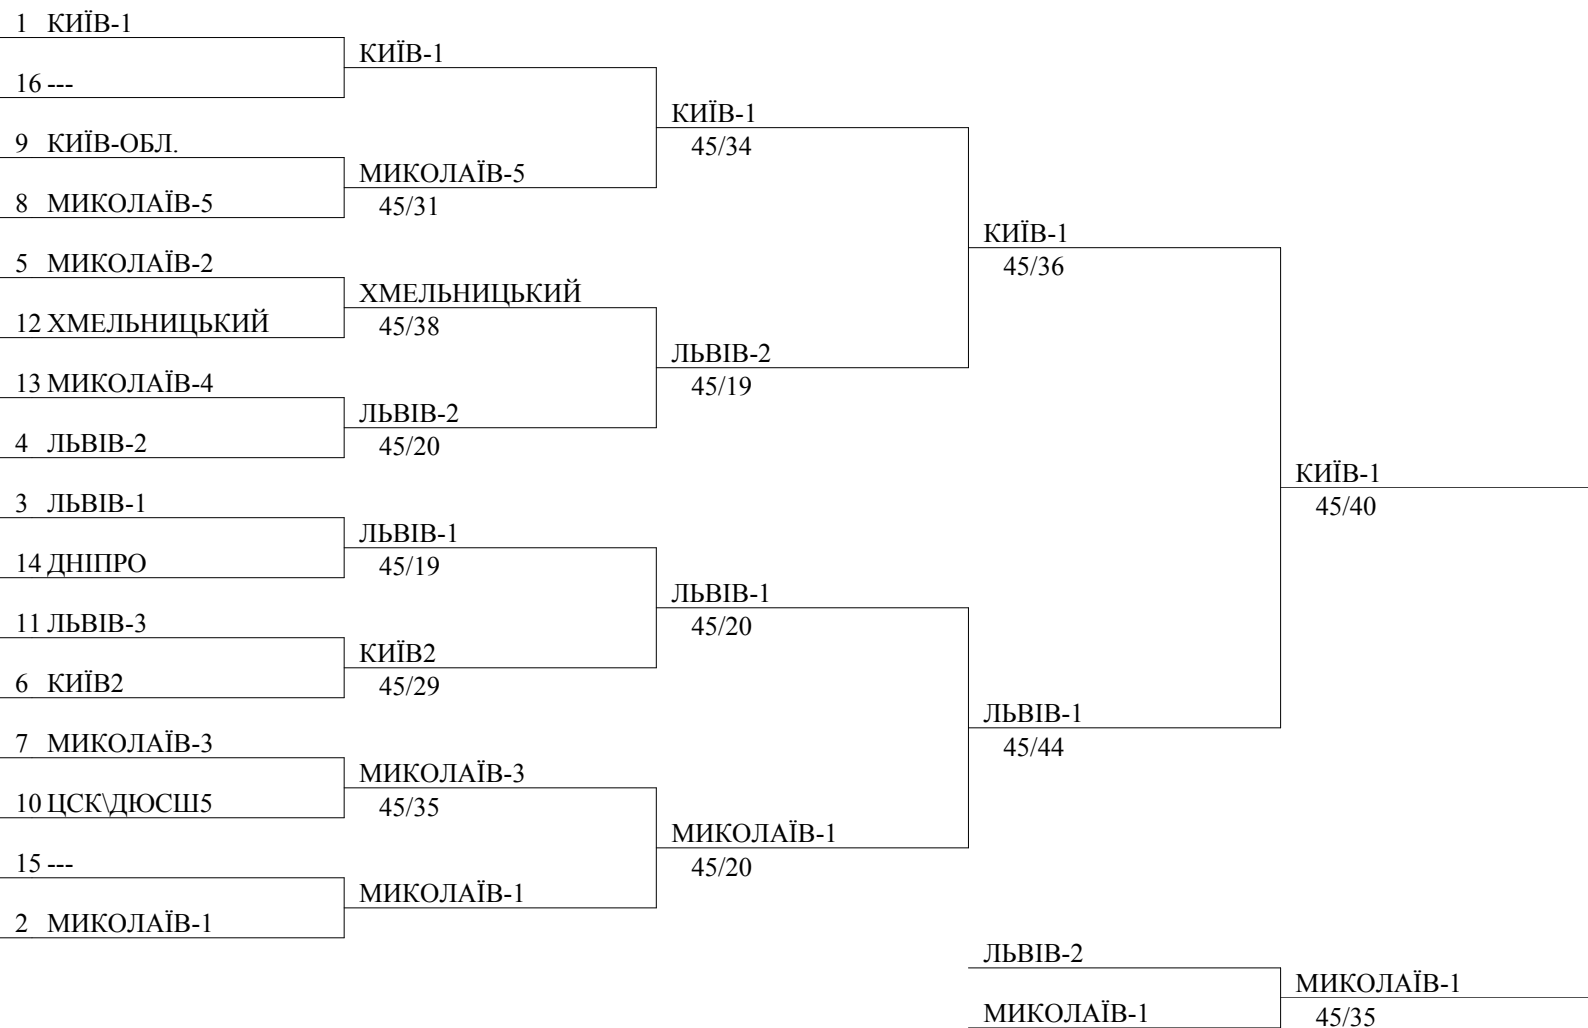 1 КИЇВ-1
16 ---
9 КИЇВ-ОБЛ.
8 МИКОЛАЇВ-5
5 МИКОЛАЇВ-2
12 ХМЕЛЬНИЦЬКИЙ
13 МИКОЛАЇВ-4
4 ЛЬВІВ-2
3 ЛЬВІВ-1
14 ДНІПРО
11 ЛЬВІВ-3
6 КИЇВ2
7 МИКОЛАЇВ-3
10 ЦСК\ДЮСШ5
15 ---
2 МИКОЛАЇВ-1
КИЇВ-1
МИКОЛАЇВ-5
45/31
ХМЕЛЬНИЦЬКИЙ
45/38
ЛЬВІВ-2
45/20
ЛЬВІВ-1
45/19
КИЇВ2
45/29
МИКОЛАЇВ-3
45/35
МИКОЛАЇВ-1
КИЇВ-1
45/34
ЛЬВІВ-2
45/19
ЛЬВІВ-1
45/20
МИКОЛАЇВ-1
45/20
КИЇВ-1
45/36
ЛЬВІВ-1
45/44
КИЇВ-1
45/40
ЛЬВІВ-2
МИКОЛАЇВ-1
МИКОЛАЇВ-1
45/35